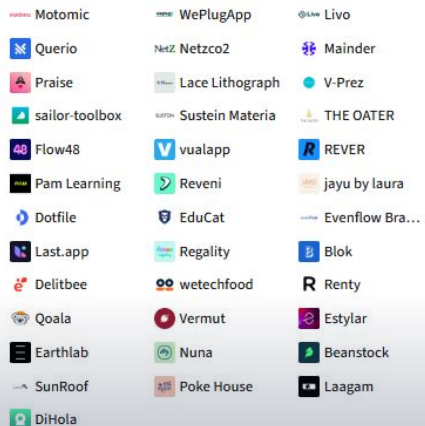 Motomic
WePlugApp
Livo
Querio
Netzco2
Mainder
Praise
Lace Lithograph
V-Prez
sailor-toolbox
Sustein Materia
THE OATER
48 Flow48
vualapp
REVER
Pam Learning
Reveni
jayu by laura
Dotfile
EduCat
Evenflow Bra...
Last.app
Regality
Blok
Delitbee
wetechfood
Renty
Qoala
Vermut
Estylar
Earthlab
Nuna
Beanstock
SunRoof
Poke House
Laagam
DiHola